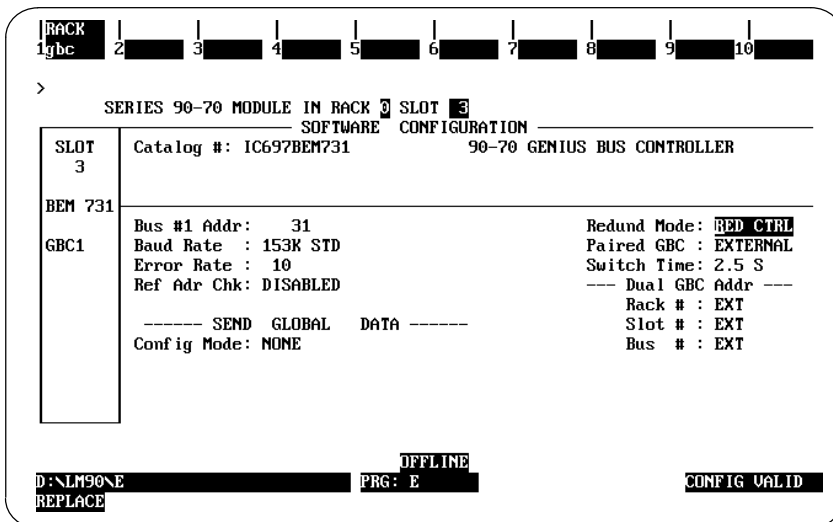 RACK
1gbc 2 3 4 5 6 7 8 9 10
>
SERIES 90-70 MODULE IN RACK 0 SLOT 3
SOFTWARE CONFIGURATION
SLOT Catalog #: IC697BEM731 90-70 GENIUS BUS CONTROLLER
3
BEM 731
Bus #1 Addr: 31 Redund Mode: RED CTRL
GBC1 Baud Rate : 153K STD Paired GBC : EXTERNAL
Error Rate : 10 Switch Time: 2.5 S
Ref Adr Chk: DISABLED --- Dual GBC Addr ---
Rack # : EXT
------ SEND GLOBAL DATA ------ Slot # : EXT
Config Mode: NONE Bus # : EXT
OFFLINE
D:\LM90\E PRG: E CONFIG VALID
REPLACE